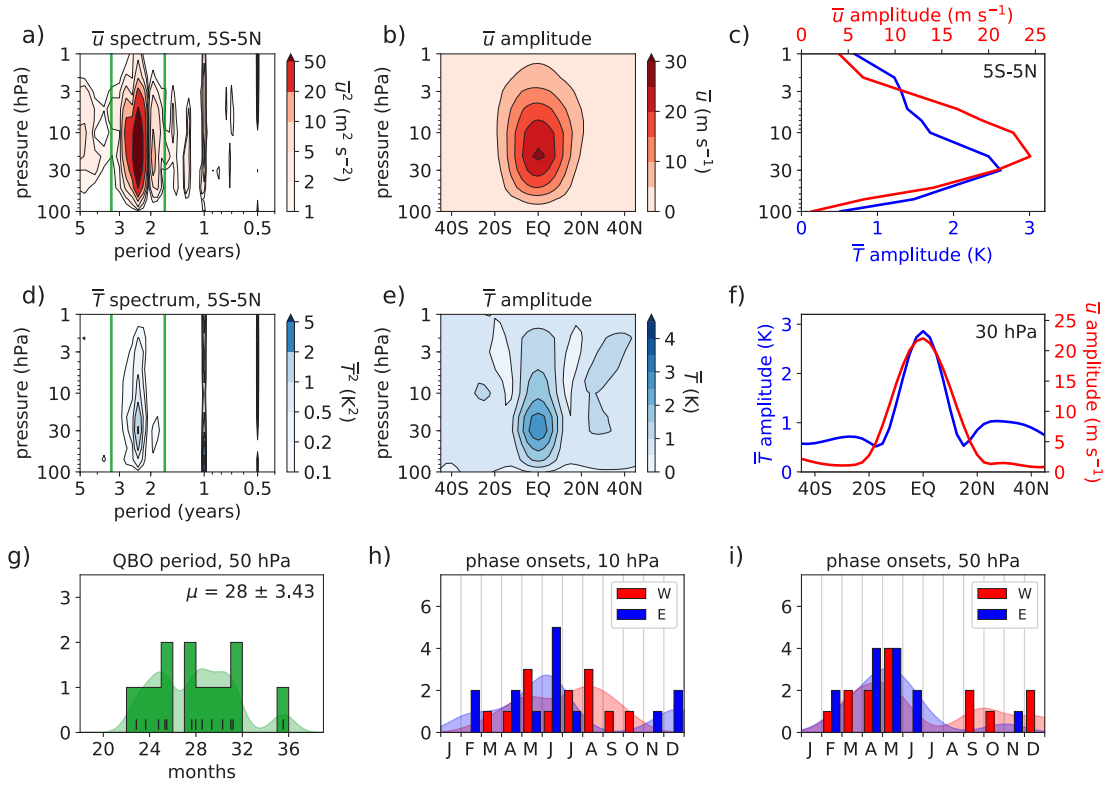 a)
u̅ spectrum, 5S-5N
1
3
10
30
100
pressure (hPa)
5
3
2
1
0.5
period (years)
50
20
10
5
2
1
u̅² (m² s⁻²)
b)
u̅ amplitude
1
3
10
30
100
pressure (hPa)
40S
20S
EQ
20N
40N
30
20
10
0
u̅ (m s⁻¹)
c)
u̅ amplitude (m s⁻¹)
0
5
10
15
20
25
5S-5N
1
3
10
30
100
pressure (hPa)
0
1
2
3
T̅ amplitude (K)
d)
T̅ spectrum, 5S-5N
1
3
10
30
100
pressure (hPa)
5
3
2
1
0.5
period (years)
5
2
1
0.5
0.2
0.1
T̅² (K²)
e)
T̅ amplitude
1
3
10
30
100
pressure (hPa)
40S
20S
EQ
20N
40N
4
3
2
1
0
T̅ (K)
f)
30 hPa
3
2
1
0
T̅ amplitude (K)
40S
20S
EQ
20N
40N
25
20
15
10
5
0
u̅ amplitude (m s⁻¹)
g)
QBO period, 50 hPa
μ = 28 ± 3.43
3
2
1
0
20
24
28
32
36
months
h)
phase onsets, 10 hPa
W
E
6
4
2
0
J F M A M J J A S O N D
i)
phase onsets, 50 hPa
W
E
6
4
2
0
J F M A M J J A S O N D